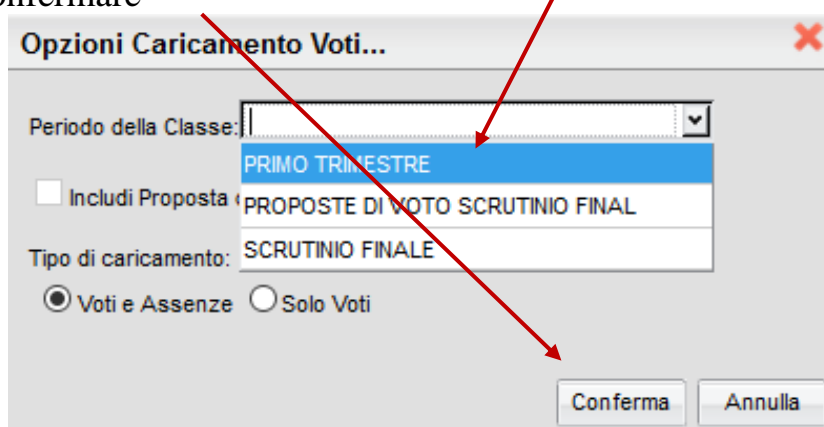 Opzioni Caricamento Voti...
Periodo della Classe:
PRIMO TRIMESTRE
Includi Proposta
PROPOSTE DI VOTO SCRUTINIO FINAL
SCRUTINIO FINALE
Tipo di caricamento:
Voti e Assenze Solo Voti
Conferma Annulla